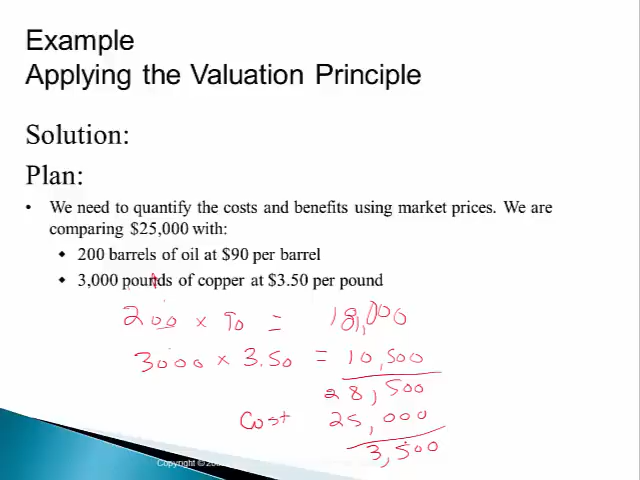 Example
Applying the Valuation Principle
Solution:
Plan:
• We need to quantify the costs and benefits using market prices. We are
comparing $25,000 with:
◆ 200 barrels of oil at $90 per barrel
◆ 3,000 pounds of copper at $3.50 per pound
200 x 90 = 18,000
3000 x 3.50 = 10,500
28,500
Cost 25,000
3,500
Copyright ©